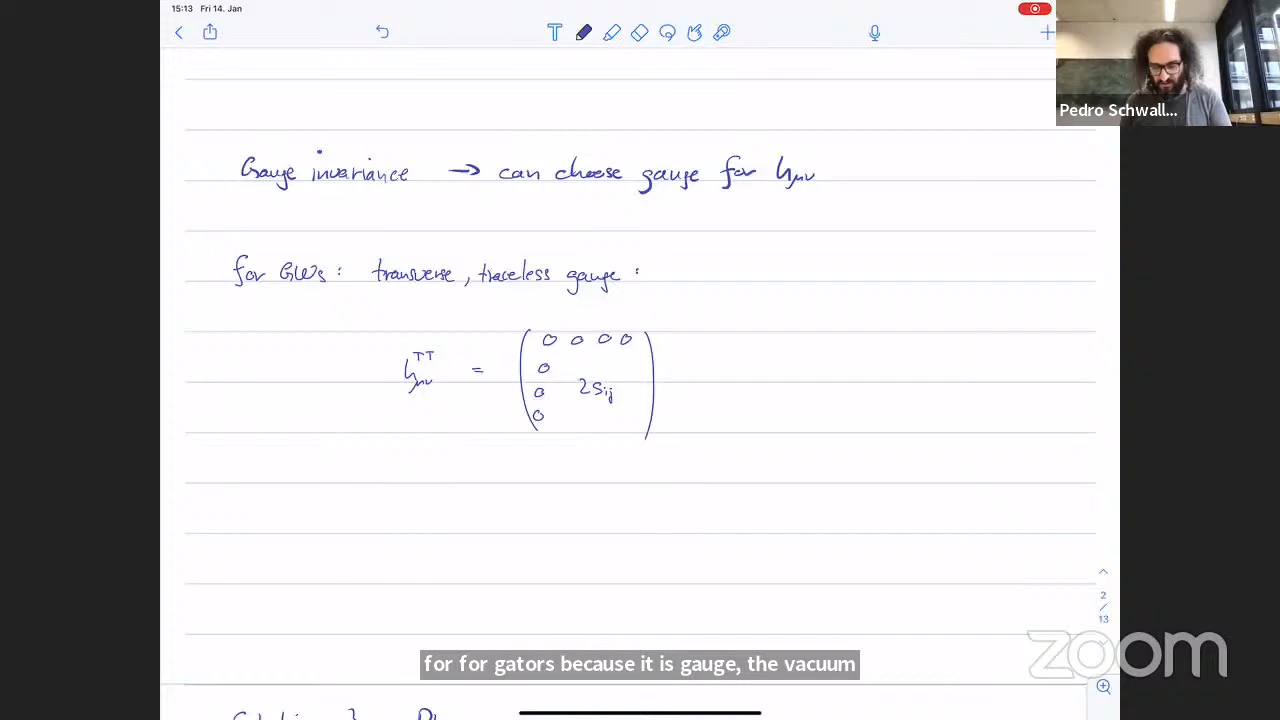 15:13 Fri 14. Jan
T
Pedro Schwall...
Gauge invariance → can choose gauge for hμν
for GWs : transverse, traceless gauge :
hμν^TT = ( 0 0 0 0
0
0 2Sij
0 )
2
/
13
zoom
for for gators because it is gauge, the vacuum